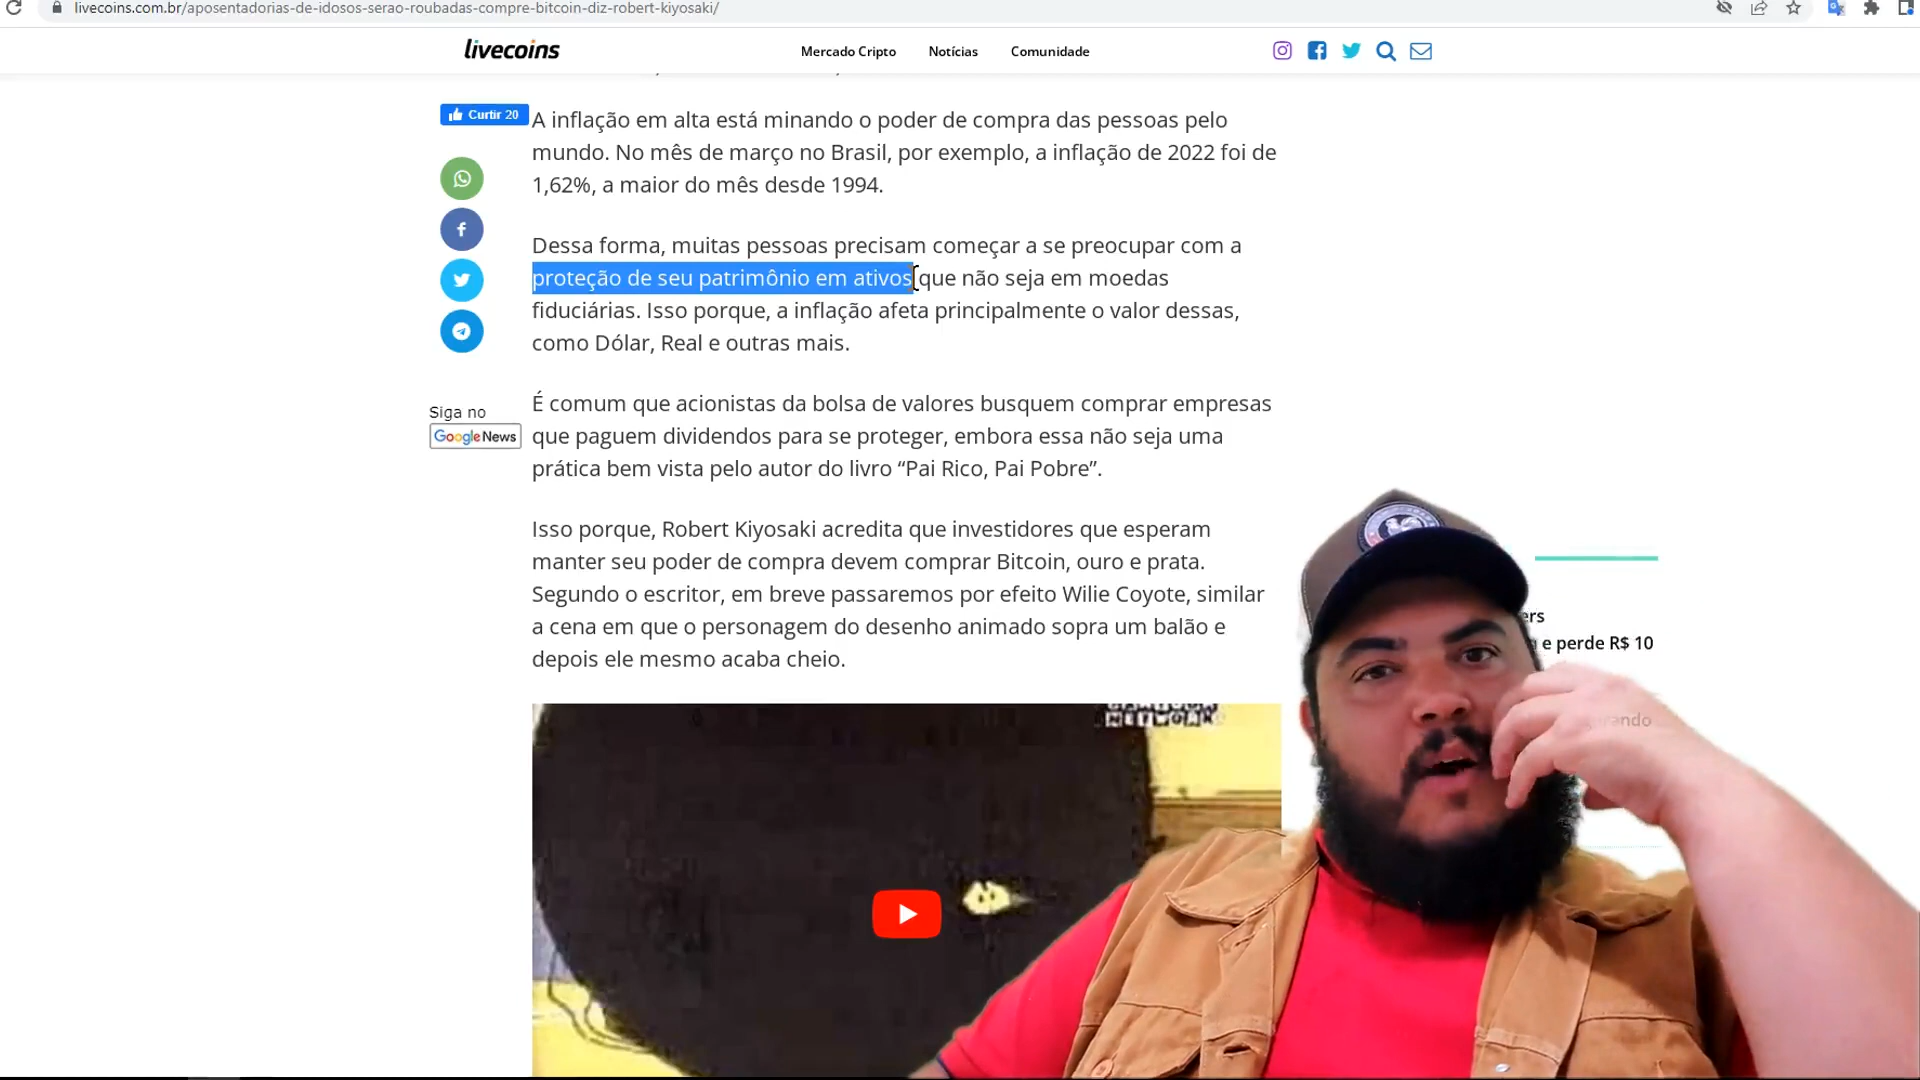 livecoins.com.br/aposentadorias-de-idosos-serao-roubadas-compre-bitcoin-diz-robert-kiyosaki/
livecoins
Mercado Cripto
Notícias
Comunidade
Curtir 20
A inflação em alta está minando o poder de compra das pessoas pelo
mundo. No mês de março no Brasil, por exemplo, a inflação de 2022 foi de
1,62%, a maior do mês desde 1994.
Dessa forma, muitas pessoas precisam começar a se preocupar com a
proteção de seu patrimônio em ativos que não seja em moedas
fiduciárias. Isso porque, a inflação afeta principalmente o valor dessas,
como Dólar, Real e outras mais.
Siga no
Google News
É comum que acionistas da bolsa de valores busquem comprar empresas
que paguem dividendos para se proteger, embora essa não seja uma
prática bem vista pelo autor do livro “Pai Rico, Pai Pobre”.
Isso porque, Robert Kiyosaki acredita que investidores que esperam
manter seu poder de compra devem comprar Bitcoin, ouro e prata.
Segundo o escritor, em breve passaremos por efeito Wilie Coyote, similar
a cena em que o personagem do desenho animado sopra um balão e
depois ele mesmo acaba cheio.
NETWORK
e perde R$ 10